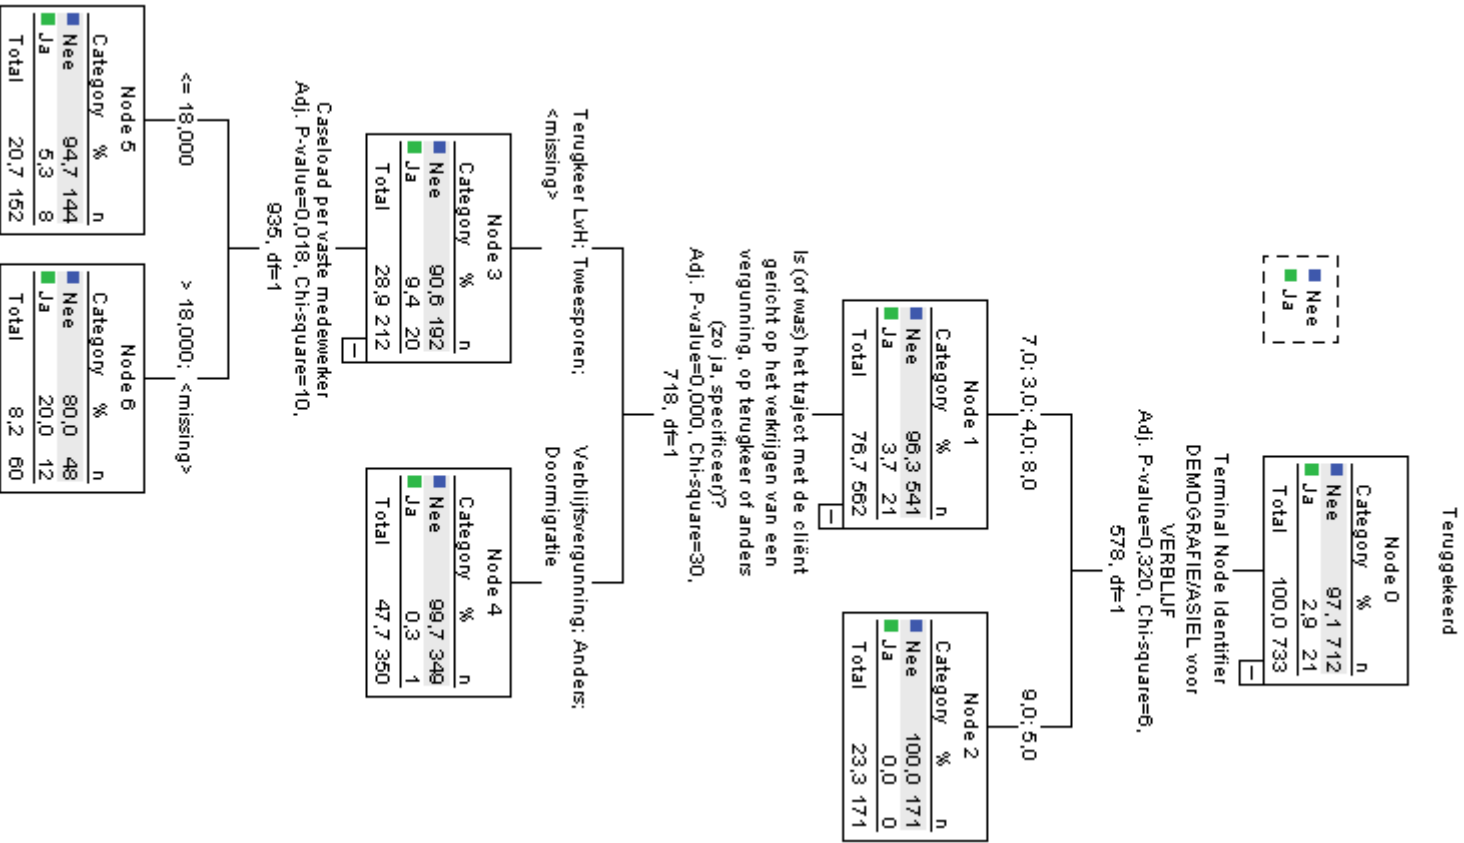 Teruggekeerd
Node 0
Category % n
Nee 97,1 712
Ja 2,9 21
Total 100,0 733
Nee
Ja
Terminal Node Identifier
DEMOGRAFIE/ASIEL voor
VERBLIJF
Adj. P-value=0,320, Chi-square=6,
578, df=1
7,0; 3,0; 4,0; 8,0
9,0; 5,0
Node 1
Category % n
Nee 96,3 541
Ja 3,7 21
Total 76,7 562
Node 2
Category % n
Nee 100,0 171
Ja 0,0 0
Total 23,3 171
Is (of was) het traject met de cliënt
gericht op het verkrijgen van een
vergunning, op terugkeer of anders
(zo ja, specificeer)?
Adj. P-value=0,000, Chi-square=30,
718, df=1
Terugkeer LvH; Tweesporen;
<missing>
Verblijfsvergunning; Anders;
Doormigratie
Node 3
Category % n
Nee 90,6 192
Ja 9,4 20
Total 28,9 212
Node 4
Category % n
Nee 99,7 349
Ja 0,3 1
Total 47,7 350
Caseload per vaste medewerker
Adj. P-value=0,018, Chi-square=10,
935, df=1
<= 18,000
> 18,000; <missing>
Node 5
Category % n
Nee 94,7 144
Ja 5,3 8
Total 20,7 152
Node 6
Category % n
Nee 80,0 48
Ja 20,0 12
Total 8,2 60